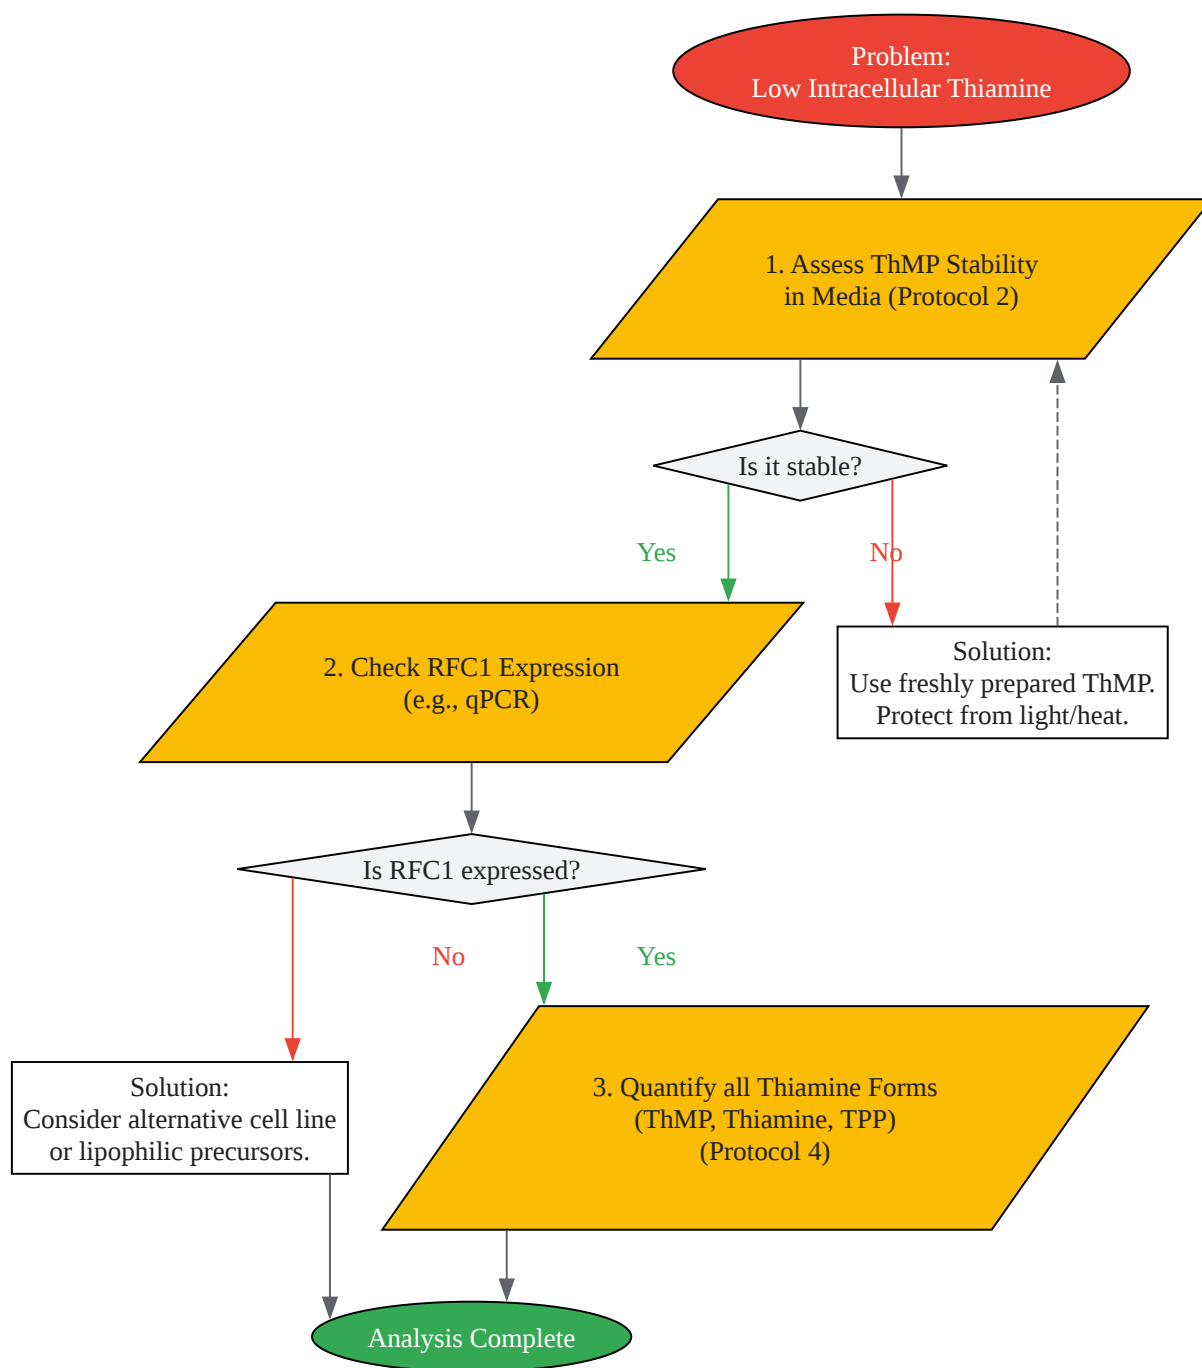 Problem:
Low Intracellular Thiamine
1. Assess ThMP Stability
in Media (Protocol 2)
Is it stable?
Yes
No
2. Check RFC1 Expression
(e.g., qPCR)
Solution:
Use freshly prepared ThMP.
Protect from light/heat.
Is RFC1 expressed?
No
Yes
Solution:
Consider alternative cell line
or lipophilic precursors.
3. Quantify all Thiamine Forms
(ThMP, Thiamine, TPP)
(Protocol 4)
Analysis Complete